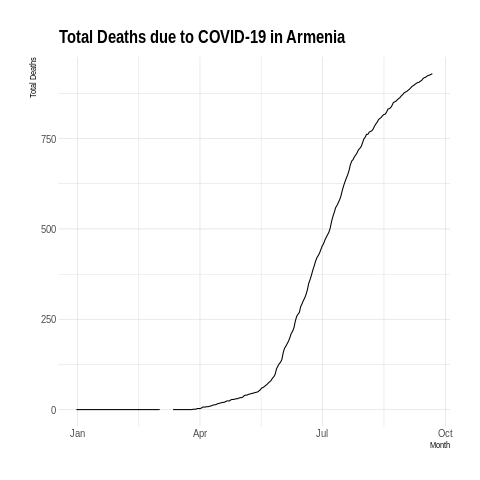 Total Deaths due to COVID-19 in Armenia
Total Deaths
750
500
250
0
Jan Apr Jul Oct
Month